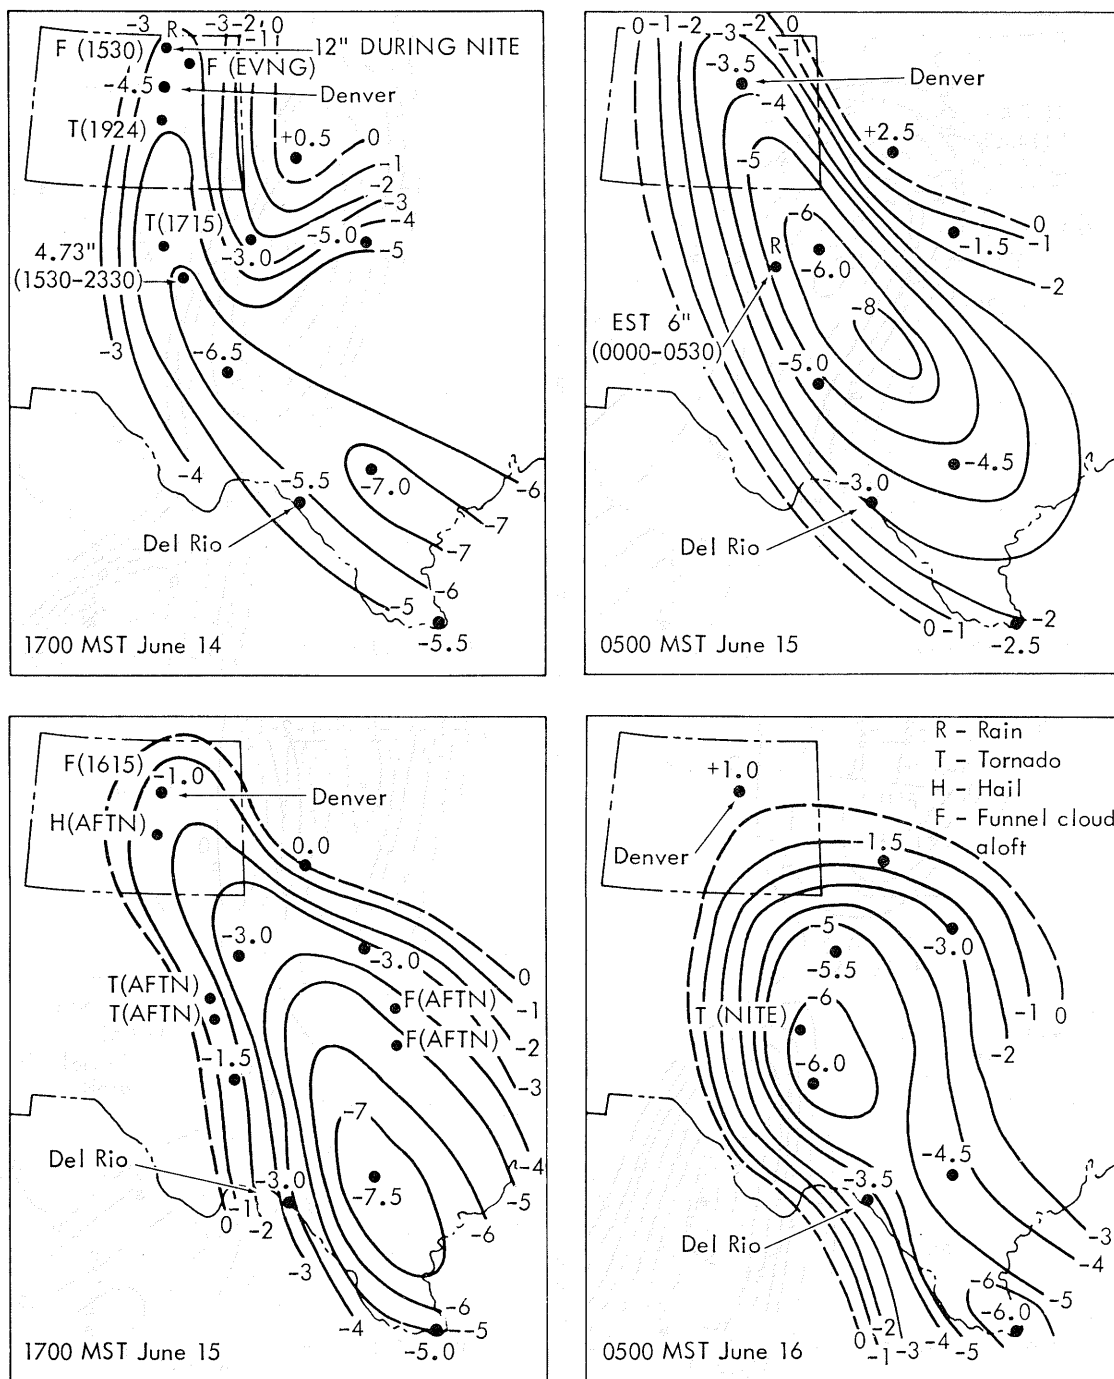 -3 R -3 -2 0
-1
F (1530)
12" DURING NITE
F (EVNG)
-4.5
Denver
T(1924)
+0.5
0
-1
-2
-3
-4
-5
T(1715)
-3.0
-5.0
4.73"
(1530-2330)
-3
-6.5
-4
-5.5
-7.0
-6
-7
-7
Del Rio
-6
-5
-5.5
1700 MST June 14
0 -1 -2 -3 0
-1
-3.5
Denver
-4
+2.5
-5
-6
R
-6.0
0
-1
-1.5
-2
EST 6"
(0000-0530)
-8
-5.0
-4.5
-3.0
Del Rio
0 -1
-2
-2.5
0500 MST June 15
F(1615)
-1.0
Denver
H(AFTN)
0.0
-3.0
-3.0
0
-1
-2
-3
-4
-5
-6
T(AFTN)
T(AFTN)
F(AFTN)
F(AFTN)
-1.5
-7
-7.5
Del Rio
-3.0
0
-1
-2
-3
-4
-6
-5
-5.0
1700 MST June 15
R - Rain
T - Tornado
H - Hail
F - Funnel cloud
aloft
+1.0
Denver
-1.5
-3.0
-5
-5.5
-6
T (NITE)
-6.0
-1
0
-2
-4.5
-3.5
Del Rio
-3
-4
-5
-6
-6.0
0
-1
-2
-3
-4
-5
0500 MST June 16